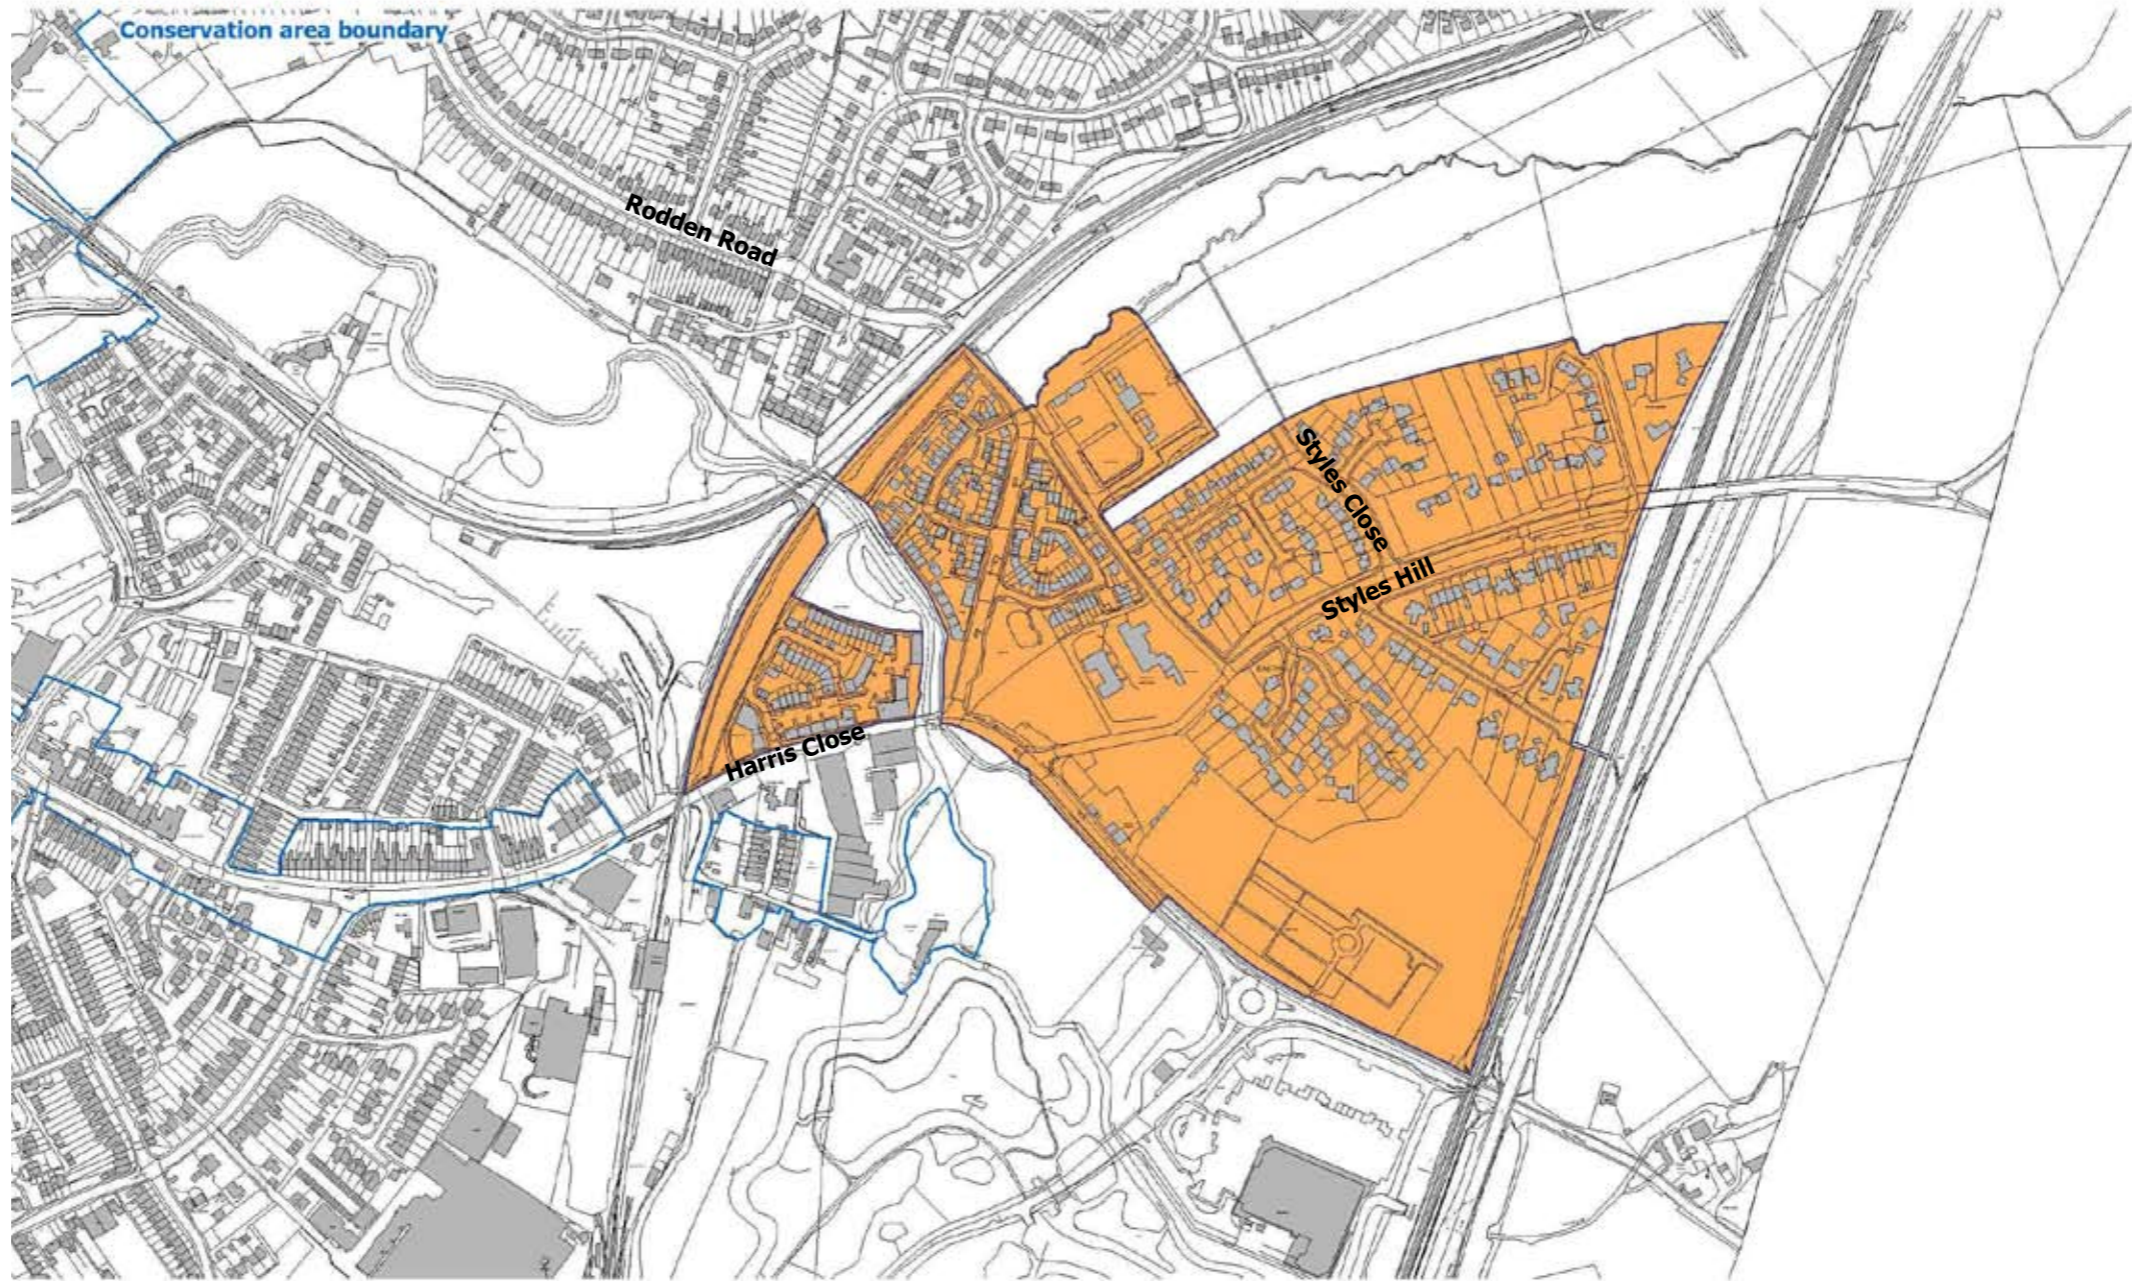 Conservation area boundary
Rodden Road
Styles Close
Styles Hill
Harris Close